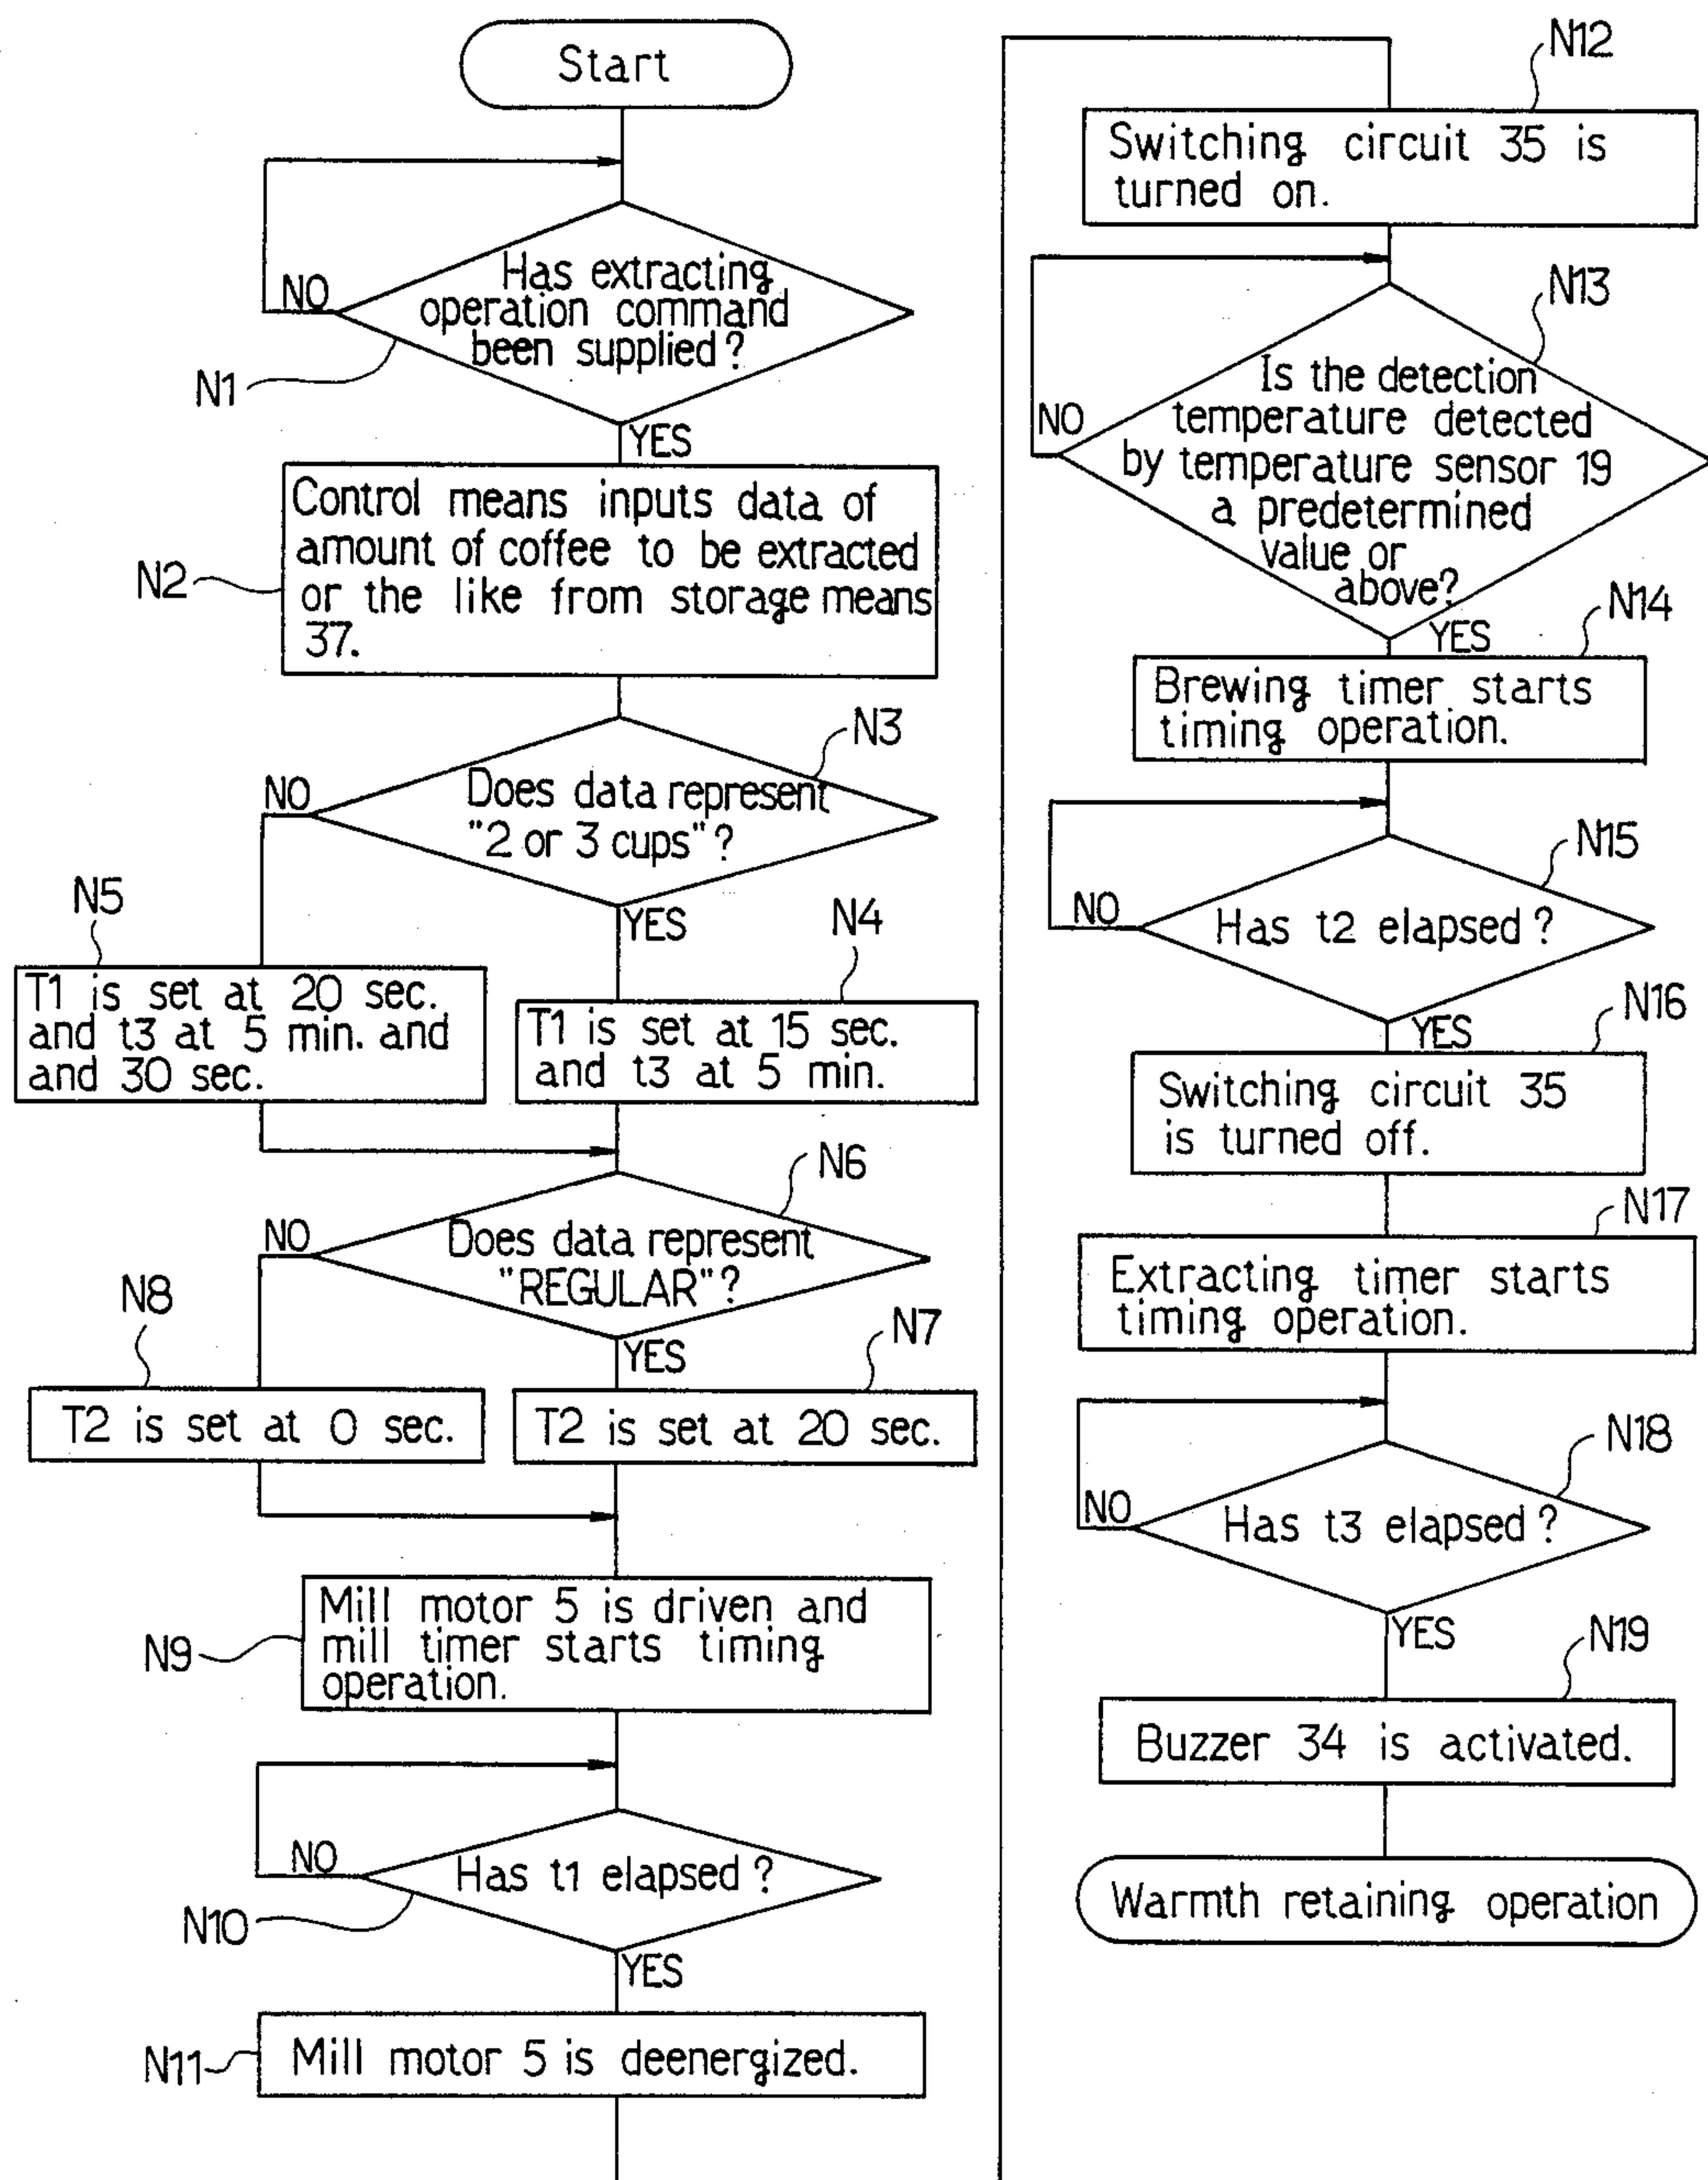 Start
NO
Has extracting
operation command
been supplied?
N1
YES
N2
Control means inputs data of
amount of coffee to be extracted
or the like from storage means
37.
N3
NO
Does data represent
"2 or 3 cups"?
YES
N5
N4
T1 is set at 20 sec.
and t3 at 5 min. and
and 30 sec.
T1 is set at 15 sec.
and t3 at 5 min.
N6
NO
Does data represent
"REGULAR"?
YES
N8
N7
T2 is set at 0 sec.
T2 is set at 20 sec.
N9
Mill motor 5 is driven and
mill timer starts timing
operation.
NO
Has t1 elapsed?
N10
YES
N11
Mill motor 5 is deenergized.
N12
Switching circuit 35 is
turned on.
N13
NO
Is the detection
temperature detected
by temperature sensor 19
a predetermined
value or
above?
YES
N14
Brewing timer starts
timing operation.
N15
NO
Has t2 elapsed?
YES
N16
Switching circuit 35
is turned off.
N17
Extracting timer starts
timing operation.
N18
NO
Has t3 elapsed?
YES
N19
Buzzer 34 is activated.
Warmth retaining operation